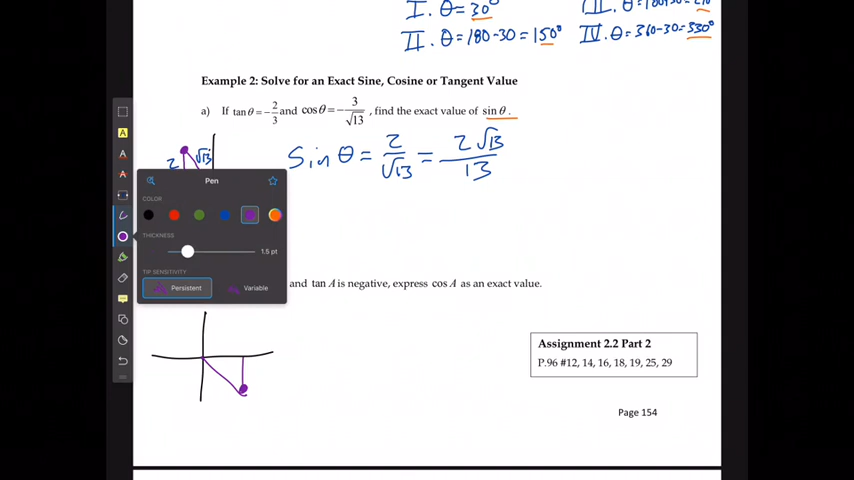 I. θ = 30°
II. θ = 180-30 = 150°
IV. θ = 360-30 = 330°
Example 2: Solve for an Exact Sine, Cosine or Tangent Value
a) If tan θ = -2/3 and cos θ = -3/√13 , find the exact value of sin θ .
2 √13
Sin θ = 2/√13 = 2√13/13
Pen
COLOR
THICKNESS
1.5 pt
TIP SENSITIVITY
Persistent Variable
and tan A is negative, express cos A as an exact value.
Assignment 2.2 Part 2
P.96 #12, 14, 16, 18, 19, 25, 29
Page 154